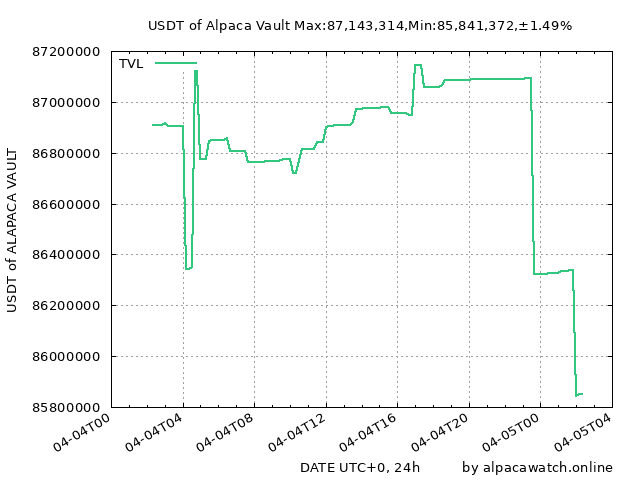 USDT of Alpaca Vault Max:87,143,314,Min:85,841,372,±1.49%
87200000
TVL
87000000
86800000
86600000
86400000
86200000
86000000
85800000
USDT of ALAPACA VAULT
04-04T00
04-04T04
04-04T08
04-04T12
04-04T16
04-04T20
04-05T00
04-05T04
DATE UTC+0, 24h
by alpacawatch.online